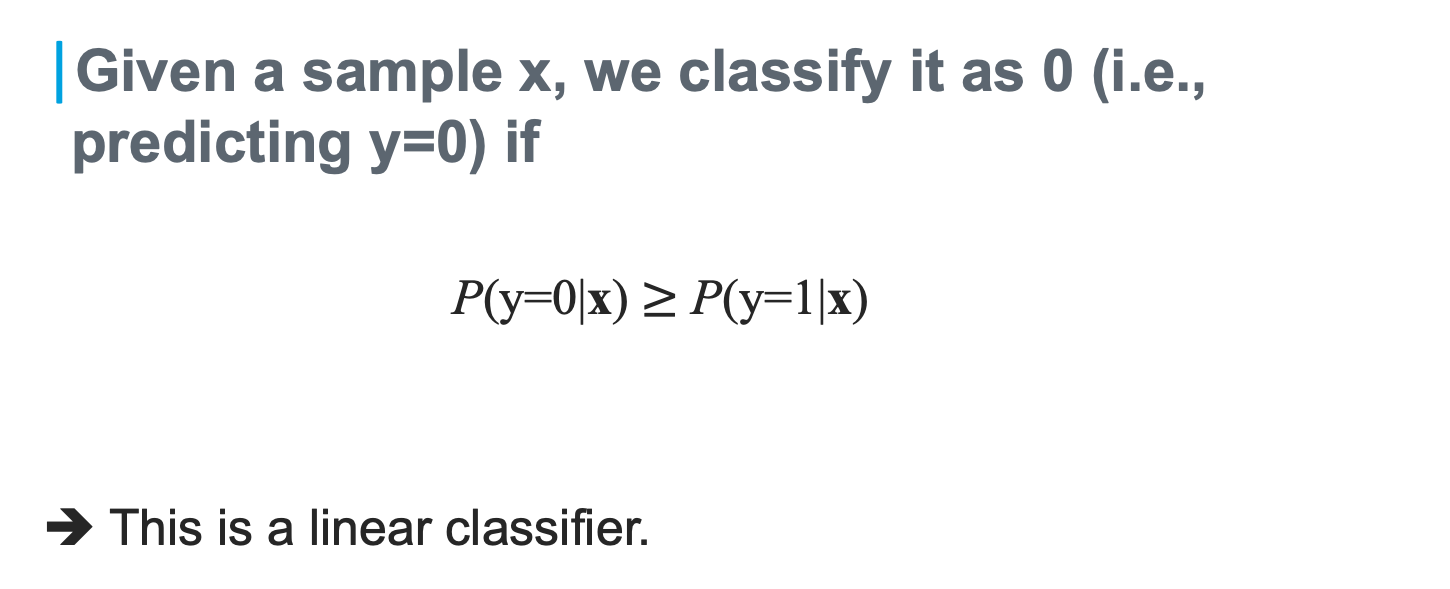 Given a sample x, we classify it as 0 (i.e.,
predicting y=0) if
P(y=0|x) ≥ P(y=1|x)
➔ This is a linear classifier.